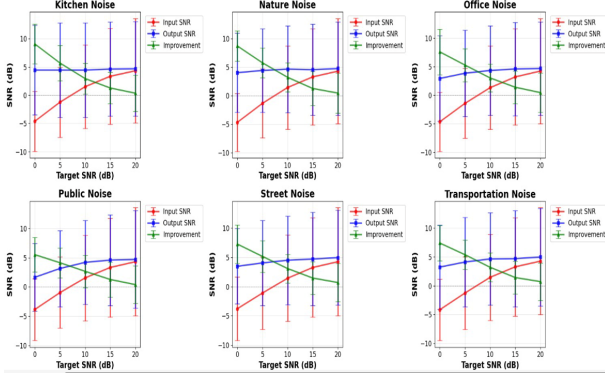 Kitchen Noise
SNR (dB)
10
5
0
−5
−10
0 5 10 15 20
Target SNR (dB)
Input SNR
Output SNR
Improvement
Nature Noise
SNR (dB)
10
5
0
−5
−10
0 5 10 15 20
Target SNR (dB)
Input SNR
Output SNR
Improvement
Office Noise
SNR (dB)
10
5
0
−5
−10
0 5 10 15 20
Target SNR (dB)
Input SNR
Output SNR
Improvement
Public Noise
SNR (dB)
10
5
0
−5
−10
0 5 10 15 20
Target SNR (dB)
Input SNR
Output SNR
Improvement
Street Noise
SNR (dB)
10
5
0
−5
−10
0 5 10 15 20
Target SNR (dB)
Input SNR
Output SNR
Improvement
Transportation Noise
SNR (dB)
10
5
0
−5
−10
0 5 10 15 20
Target SNR (dB)
Input SNR
Output SNR
Improvement